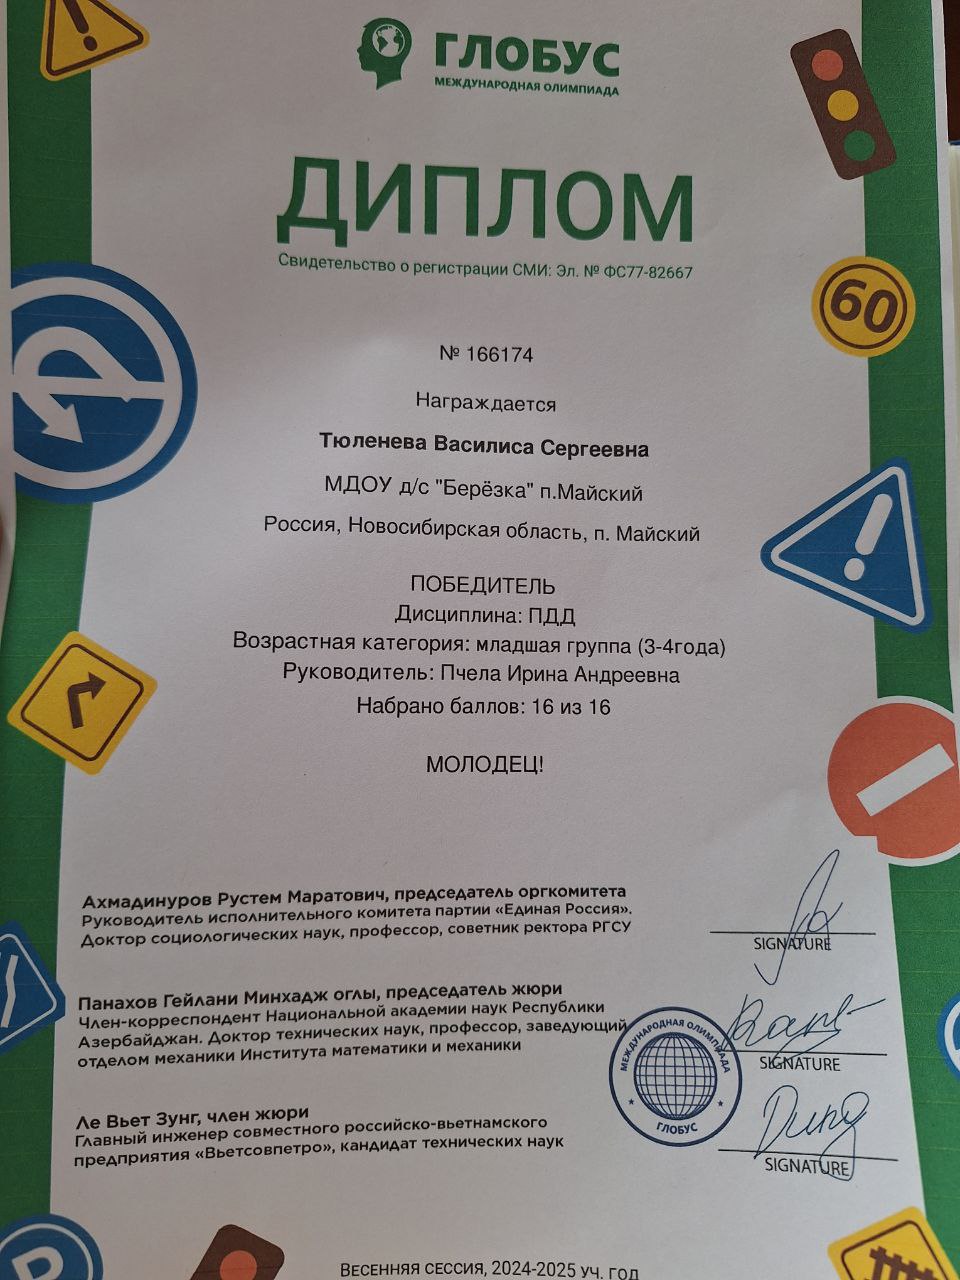 ГЛОБУС
МЕЖДУНАРОДНАЯ ОЛИМПИАДА
ДИПЛОМ
Свидетельство о регистрации СМИ: Эл. № ФС77-82667
60
№ 166174
Награждается
Тюленева Василиса Сергеевна
МДОУ д/с "Берёзка" п.Майский
Россия, Новосибирская область, п. Майский
ПОБЕДИТЕЛЬ
Дисциплина: ПДД
Возрастная категория: младшая группа (3-4года)
Руководитель: Пчела Ирина Андреевна
Набрано баллов: 16 из 16
МОЛОДЕЦ!
Ахмадинуров Рустем Маратович, председатель оргкомитета
Руководитель исполнительного комитета партии «Единая Россия».
Доктор социологических наук, профессор, советник ректора РГСУ
SIGNATURE
Панахов Гейлани Минхадж оглы, председатель жюри
Член-корреспондент Национальной академии наук Республики
Азербайджан. Доктор технических наук, профессор, заведующий
отделом механики Института математики и механики
SIGNATURE
МЕЖДУНАРОДНАЯ ОЛИМПИАДА
ГЛОБУС
Ле Вьет Зунг, член жюри
Главный инженер совместного российско-вьетнамского
предприятия «Вьетсовпетро», кандидат технических наук
SIGNATURE
P
ВЕСЕННЯЯ СЕССИЯ, 2024-2025 УЧ. ГОД